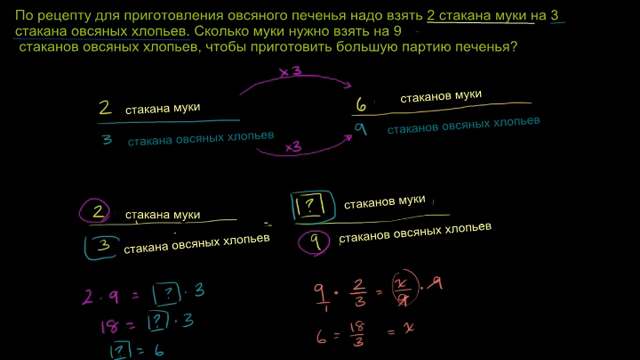 По рецепту для приготовления овсяного печенья надо взять 2 стакана муки на 3
стакана овсяных хлопьев. Сколько муки нужно взять на 9
стаканов овсяных хлопьев, чтобы приготовить большую партию печенья?
x3
2 стакана муки 6 стаканов муки
3 стакана овсяных хлопьев 9 стаканов овсяных хлопьев
x3
2 стакана муки = ? стаканов муки
3 стакана овсяных хлопьев 9 стаканов овсяных хлопьев
2 · 9 = ? · 3
18 = ? · 3
? = 6
9/1 · 2/3 = x/9 · 9
6 = 18/3 = x